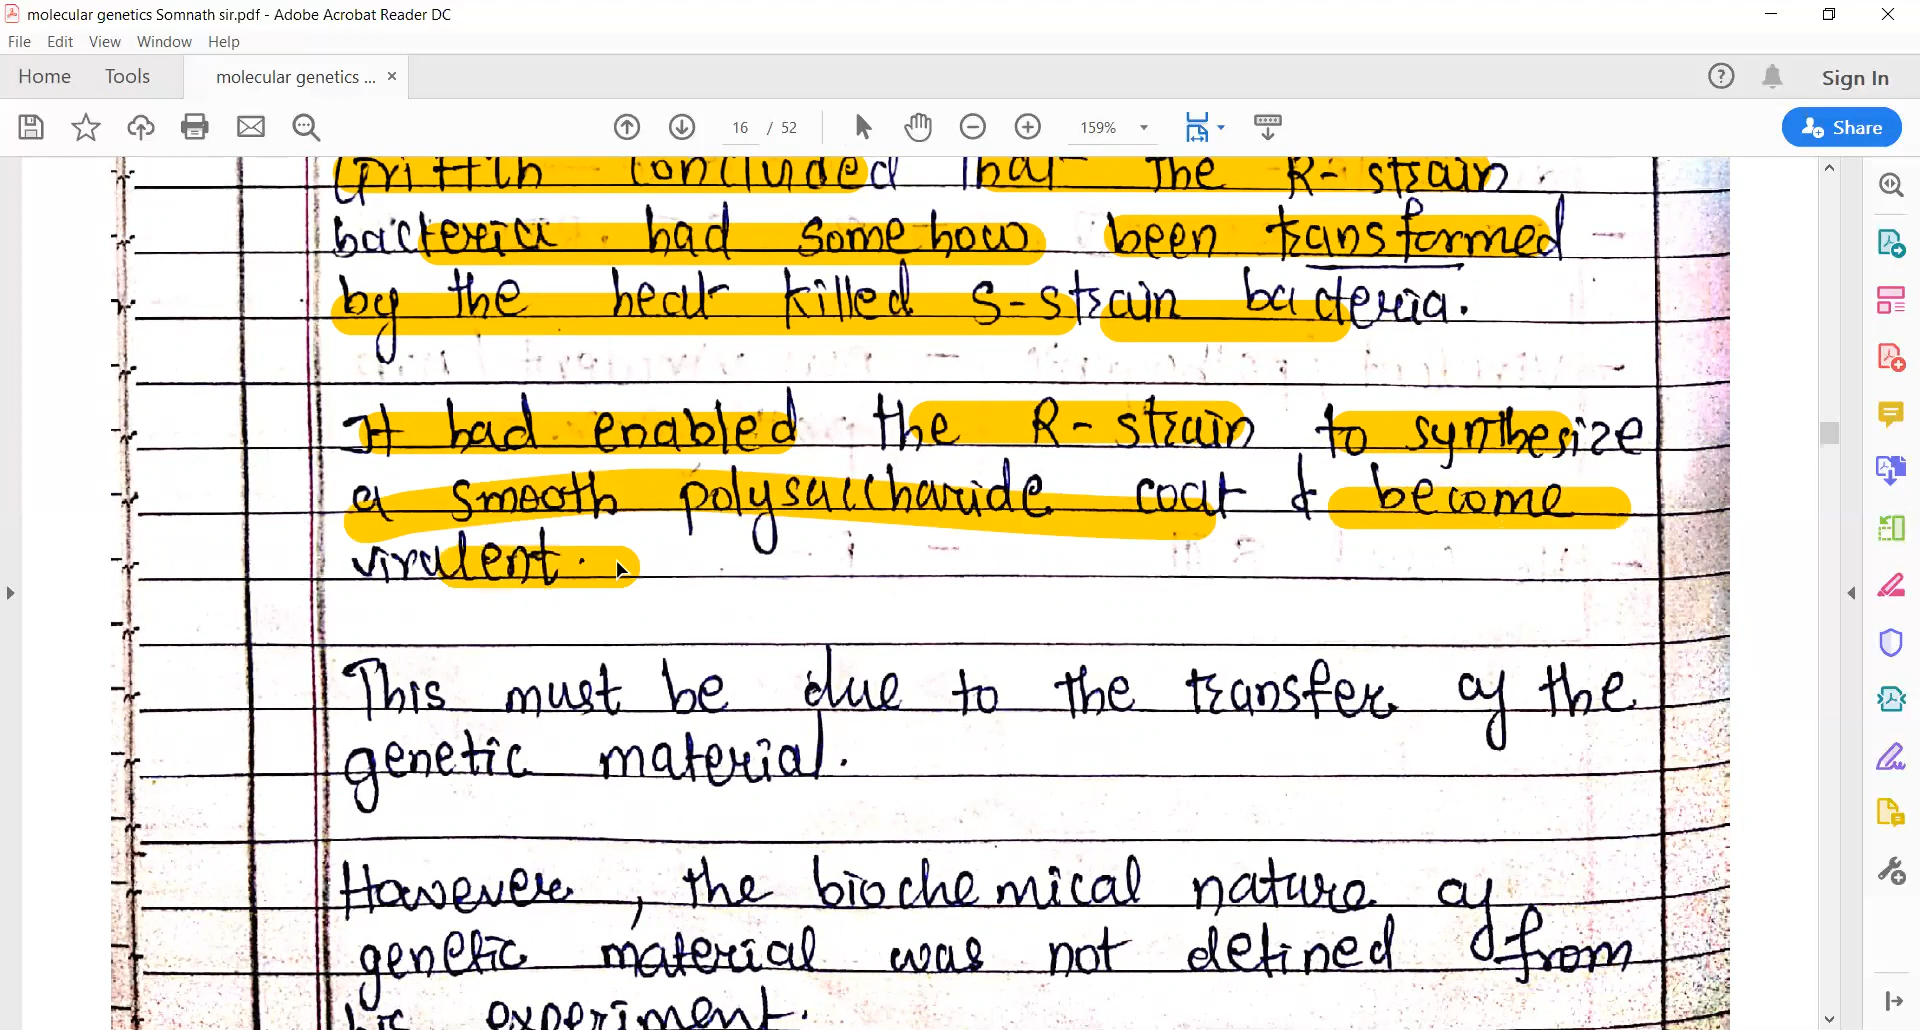 molecular genetics Somnath sir.pdf - Adobe Acrobat Reader DC
File Edit View Window Help
Home Tools molecular genetics ... × Sign In
16 / 52 159% Share
Griffith concluded that the R- strain
bacteria had somehow been transformed
by the heat killed S-strain bacteria.
It had enabled the R- strain to synthesize
a smooth polysaccharide coat & become
virulent.
This must be due to the transfer of the
genetic material.
However, the biochemical nature of
genetic material was not defined from
his experiment.